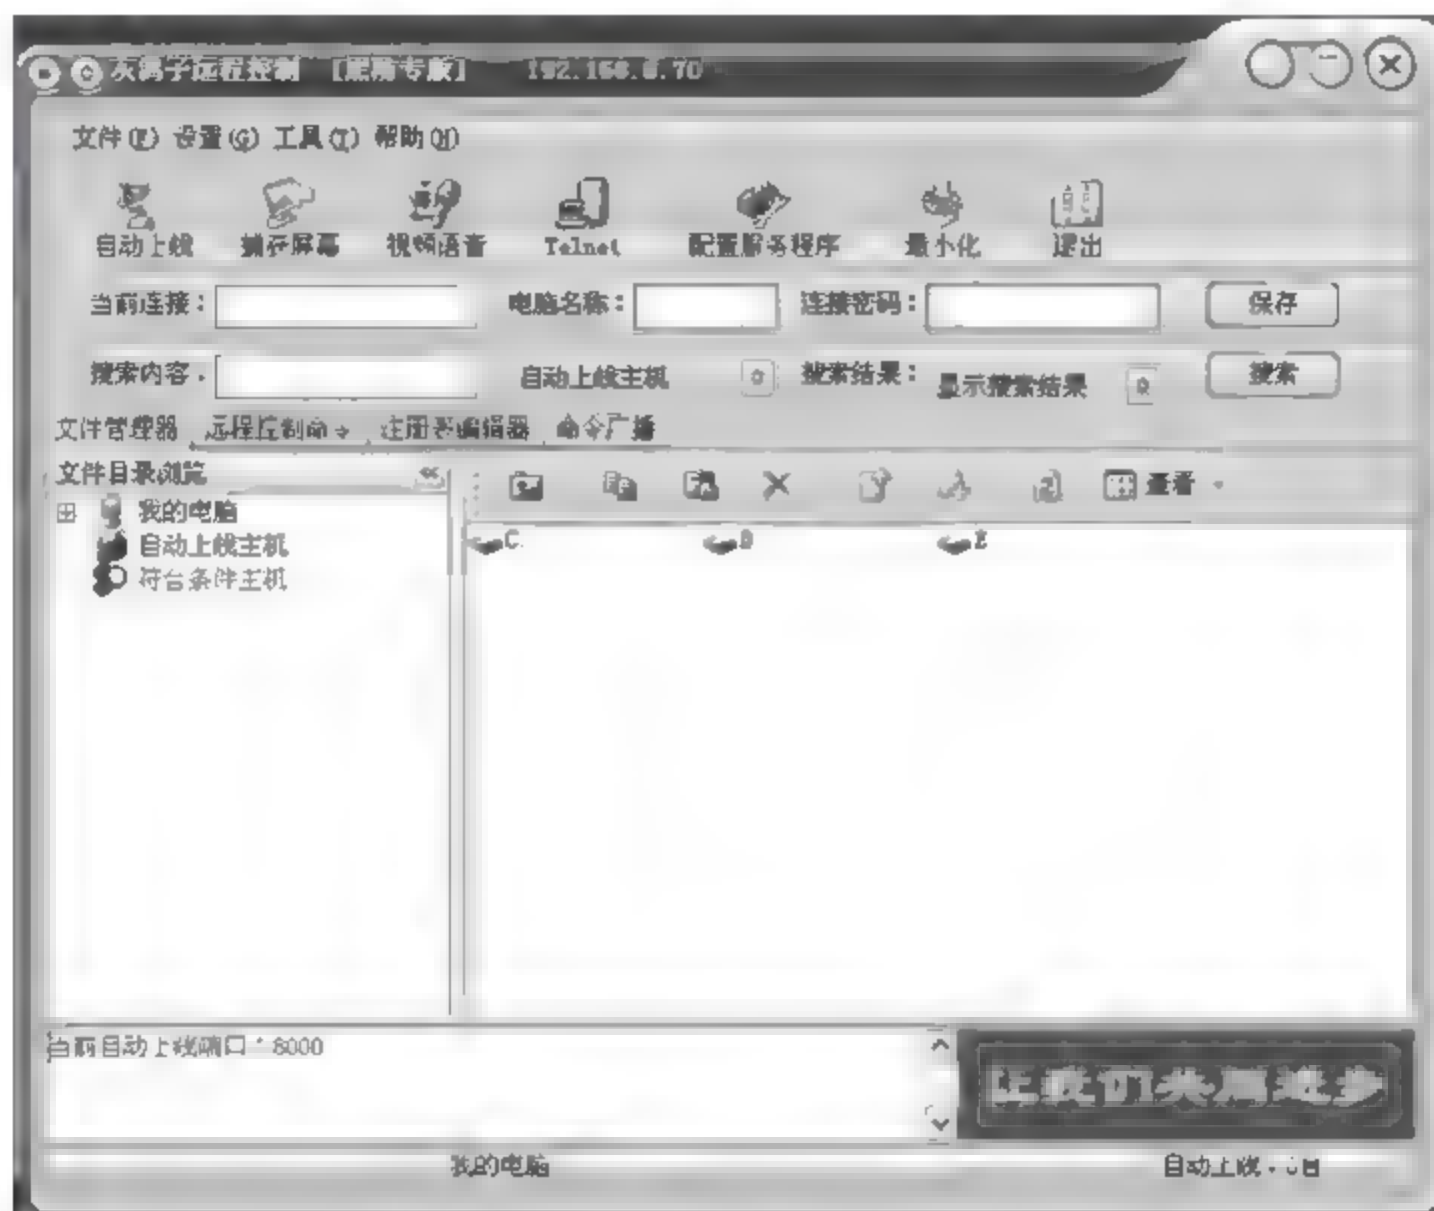 灰鸽子远程控制 [黑防专版] 192.168.0.70
文件(F) 设置(G) 工具(T) 帮助(H)
自动上线 捕获屏幕 视频语音 Telnet 配置服务程序 最小化 退出
当前连接: 电脑名称: 连接密码: 保存
搜索内容: 自动上线主机 0 搜索结果: 显示搜索结果 0 搜索
文件管理器 远程控制命令 注册表编辑器 命令广播
文件目录浏览 查看
我的电脑
自动上线主机
符合条件主机
C: D E
当前自动上线端口: 8000
让我们共同进步
我的电脑 自动上线: